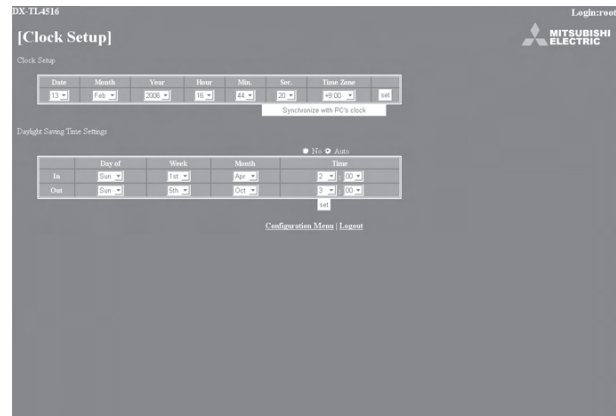 DX-TL4516
Login:root
[Clock Setup]
MITSUBISHI
ELECTRIC
Clock Setup
Date Month Year Hour Min. Sec. Time Zone
13 Feb 2006 16 44 20 +9:00 set
Synchronize with PC's clock
Daylight Saving Time Settings
No Auto
Day of Week Month Time
In Sun 1st Apr 2 : 00
Out Sun 5th Oct 3 : 00
set
Configuration Menu | Logout